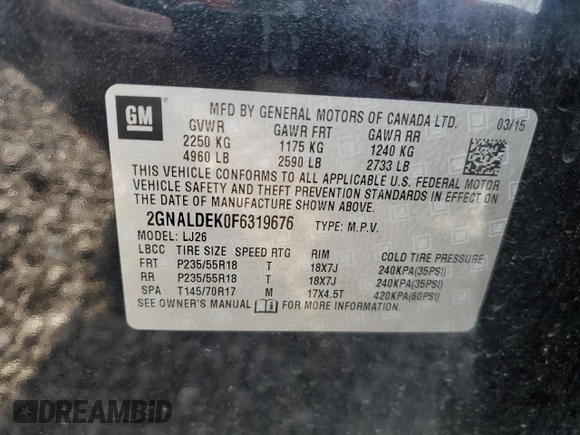 GM
MFD BY GENERAL MOTORS OF CANADA LTD. 03/15
GVWR GAWR FRT GAWR RR
2250 KG 1175 KG 1240 KG
4960 LB 2590 LB 2733 LB
THIS VEHICLE CONFORMS TO ALL APPLICABLE U.S. FEDERAL MOTOR
VEHICLE SAFETY AND THEFT PREVENTION STANDARDS IN EFFECT ON
THE DATE OF MANUFACTURE SHOWN ABOVE.
2GNALDEK0F6319676 TYPE: M.P.V.
MODEL: LJ26
LBCC TIRE SIZE SPEED RTG RIM COLD TIRE PRESSURE
FRT P235/55R18 T 18X7J 240KPA(35PSI)
RR P235/55R18 T 18X7J 240KPA(35PSI)
SPA T145/70R17 M 17X4.5T 420KPA(60PSI)
SEE OWNER'S MANUAL FOR MORE INFORMATION.
DREAMBID